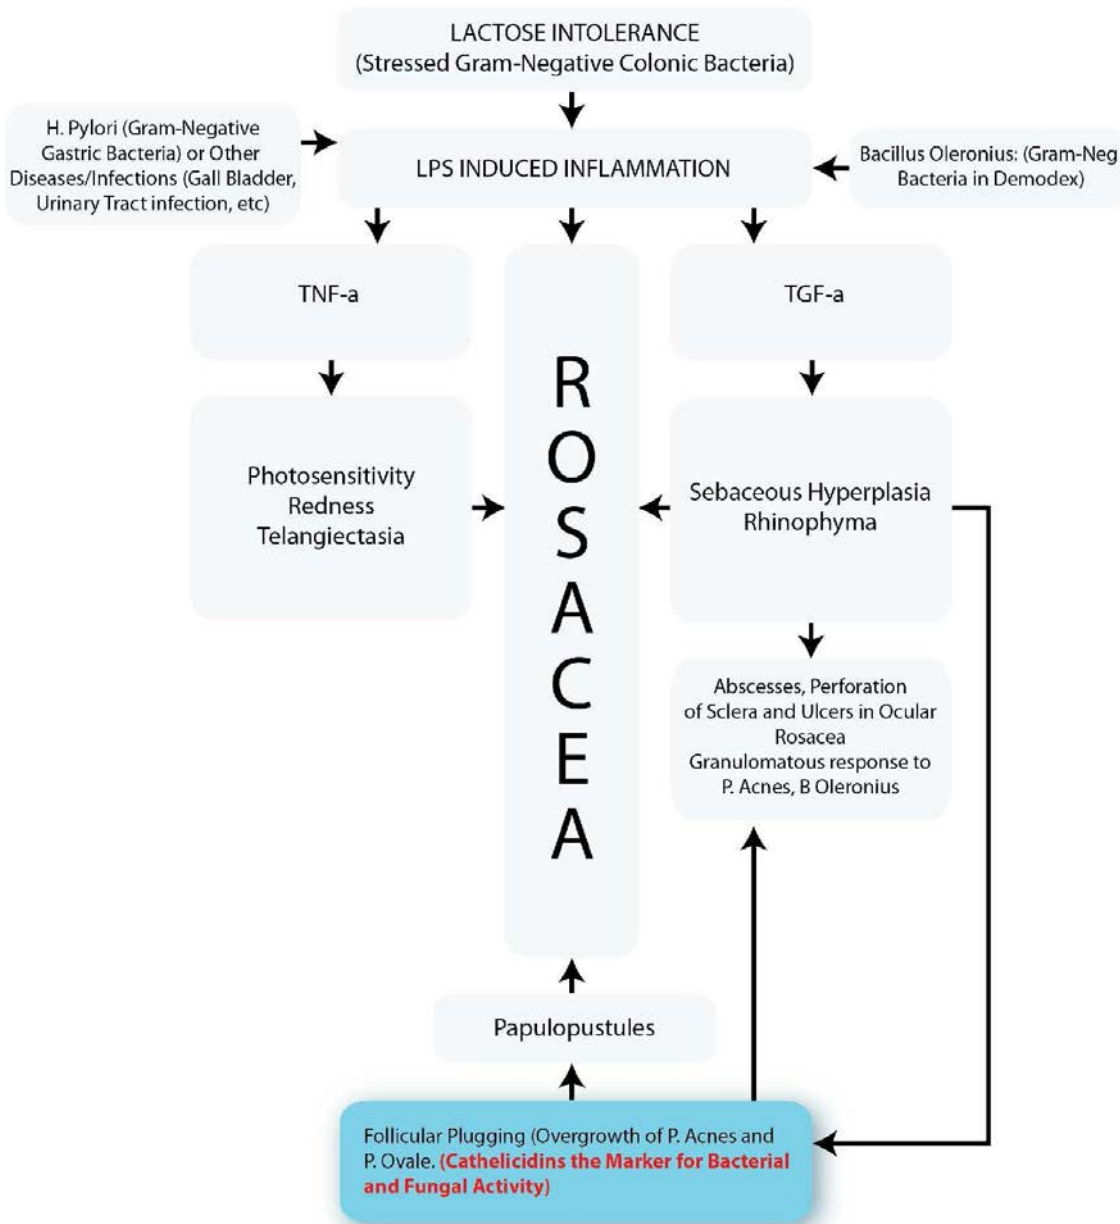 LACTOSE INTOLERANCE
(Stressed Gram-Negative Colonic Bacteria)
H. Pylori (Gram-Negative
Gastric Bacteria) or Other
Diseases/Infections (Gall Bladder,
Urinary Tract infection, etc)
LPS INDUCED INFLAMMATION
Bacillus Oleronius: (Gram-Neg
Bacteria in Demodex)
TNF-a
TGF-a
Photosensitivity
Redness
Telangiectasia
R
O
S
A
C
E
A
Sebaceous Hyperplasia
Rhinophyma
Abscesses, Perforation
of Sclera and Ulcers in Ocular
Rosacea
Granulomatous response to
P. Acnes, B Oleronius
Papulopustules
Follicular Plugging (Overgrowth of P. Acnes and
P. Ovale. (Cathelicidins the Marker for Bacterial
and Fungal Activity)